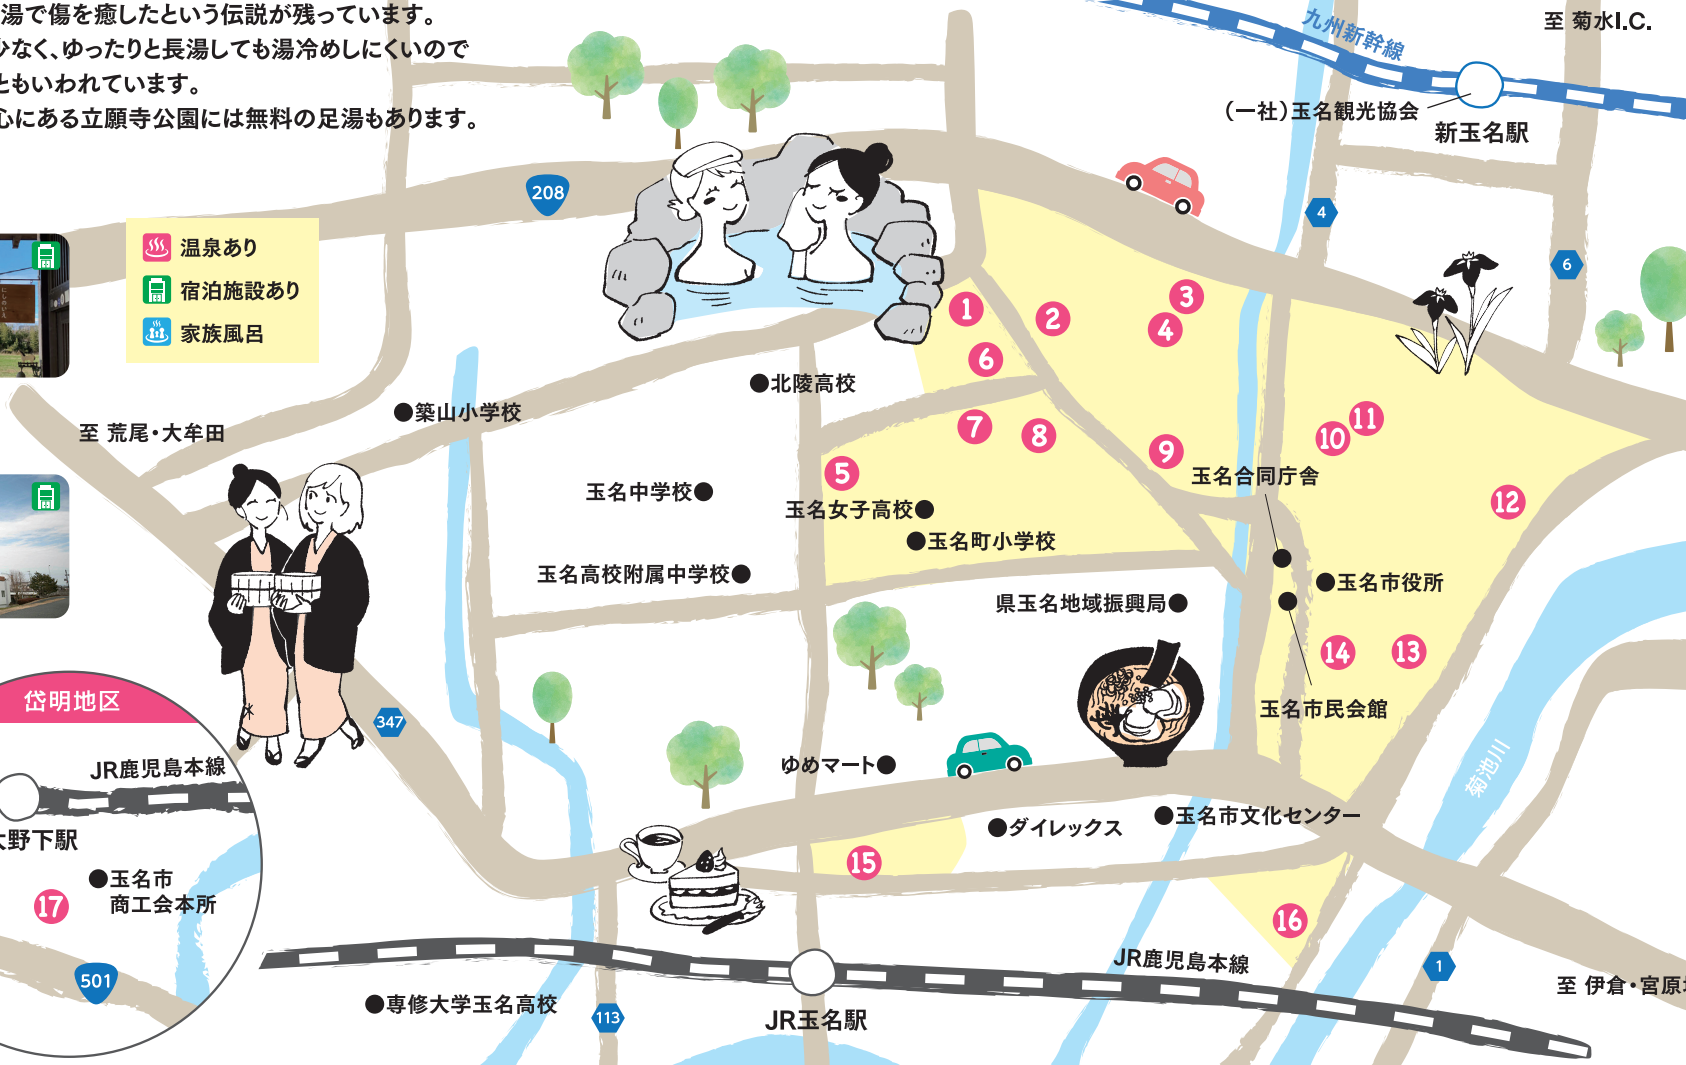 湯で傷を癒したという伝説が残っています。
少なく、ゆったりと長湯しても湯冷めしにくいので
ともいわれています。
心にある立願寺公園には無料の足湯もあります。
九州新幹線
至 菊水I.C.
(一社)玉名観光協会
新玉名駅
208
4
6
温泉あり
宿泊施設あり
家族風呂
1
2
3
4
6
北陵高校
築山小学校
至 荒尾・大牟田
7
8
9
10
11
5
玉名合同庁舎
玉名中学校
玉名女子高校
12
玉名町小学校
玉名高校附属中学校
玉名市役所
県玉名地域振興局
14
13
玉名市民会館
岱明地区
347
JR鹿児島本線
大野下駅
玉名市
商工会本所
17
501
ゆめマート
菊池川
ダイレックス
玉名市文化センター
15
16
JR鹿児島本線
1
至 伊倉・宮原
専修大学玉名高校
113
JR玉名駅